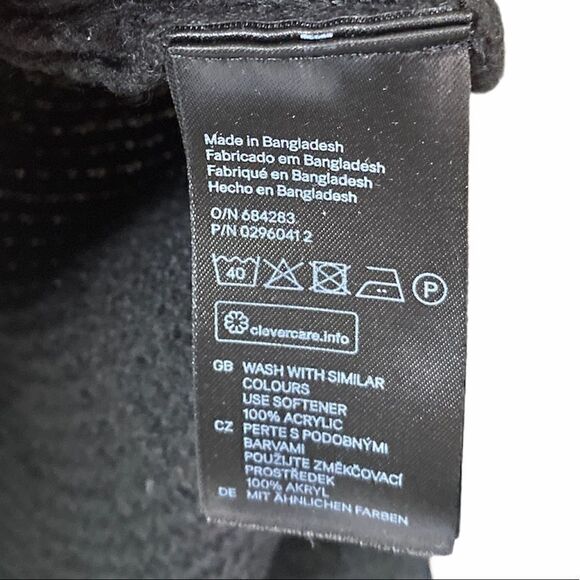 Made in Bangladesh
Fabricado em Bangladesh
Fabriqué en Bangladesh
Hecho en Bangladesh
O/N 684283
P/N 0296041 2
40 P
clevercare.info
GB WASH WITH SIMILAR
COLOURS
USE SOFTENER
100% ACRYLIC
CZ PERTE S PODOBNÝMI
BARVAMI
POUŽIJTE ZMĚKČOVACÍ
PROSTŘEDEK
100% AKRYL
DE MIT ÄHNLICHEN FARBEN